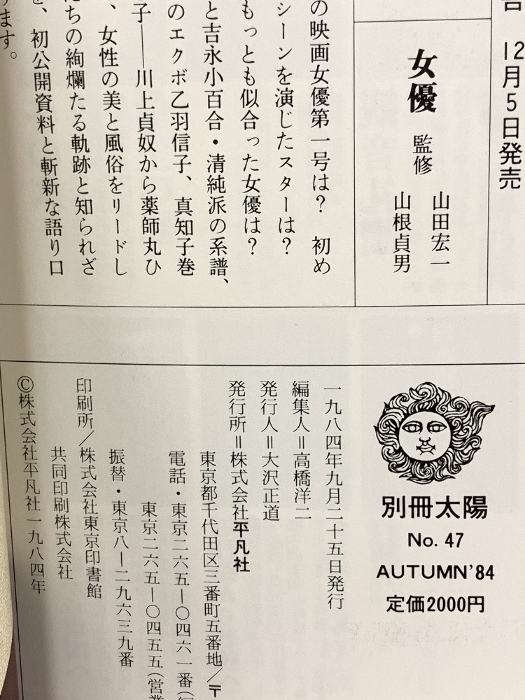 告 12月5日発売
女優 監修 山田宏一
山根貞男
の映画女優第一号は? 初め
シーンを演じたスターは?
もっとも似合った女優は?
と吉永小百合・清純派の系譜、
のエクボ乙羽信子、真知子巻
子——川上貞奴から薬師丸ひ
、女性の美と風俗をリードし
たちの絢爛たる軌跡と知られざ
を、初公開資料と斬新な語り口
ります。
別冊太陽
No. 47
AUTUMN'84
定価2000円
一九八四年九月二十五日発行
編集人=高橋洋二
発行人=大沢正道
発行所=株式会社平凡社
東京都千代田区三番町五番地/〒
電話・東京二六五—〇四六一番(
東京二六五—〇四五五(営業
振替・東京八—二九六三九番
印刷所/株式会社東京印書館
共同印刷株式会社
©株式会社平凡社一九八四年